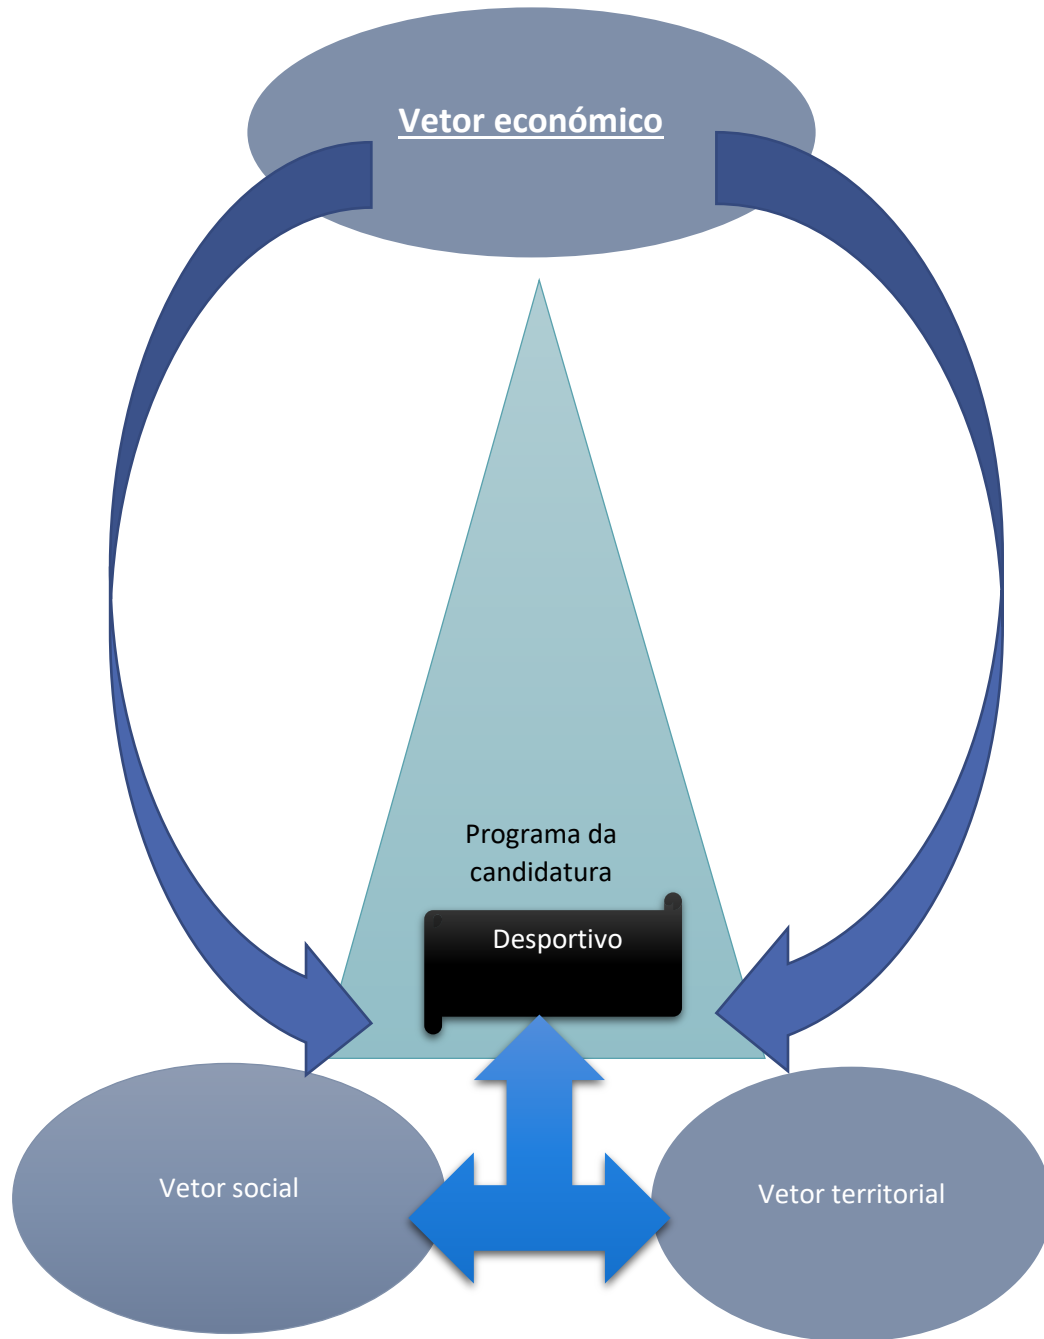 Vetor económico
Programa da
candidatura
Desportivo
Vetor social
Vetor territorial